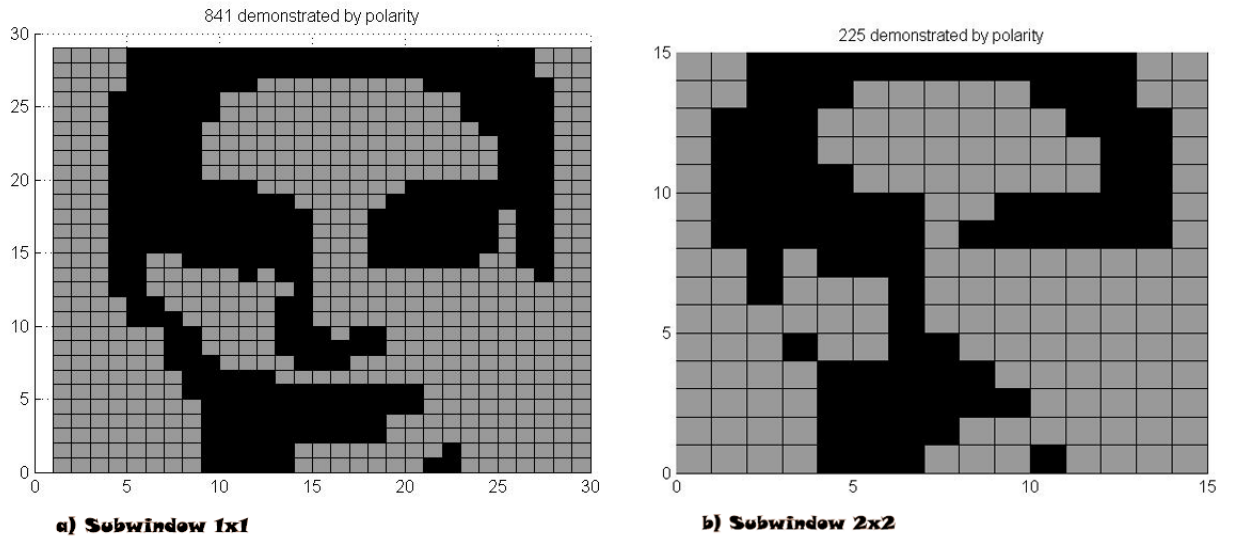 841 demonstrated by polarity
30
25
20
15
10
5
0
0 5 10 15 20 25 30
a) Subwindow 1x1
225 demonstrated by polarity
15
10
5
0
0 5 10 15
b) Subwindow 2x2